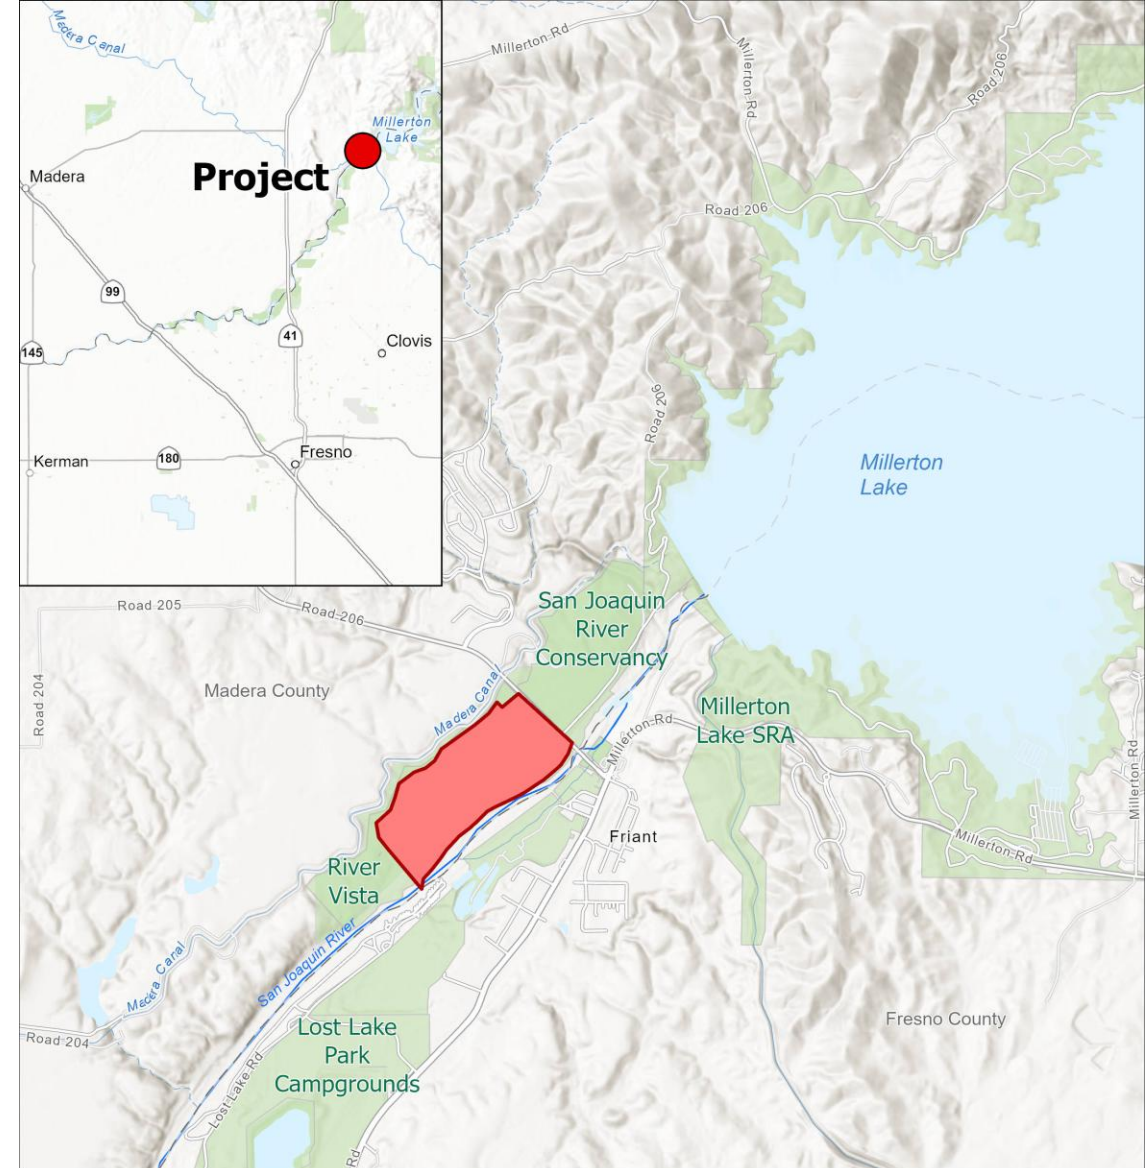 Madera Canal
Millerton
Lake
Project
Madera
99
41
Clovis
145
Kerman
180
Fresno
Millerton Rd
Millerton Rd
Road 206
Road 206
Road 206
Millerton
Lake
Road 205
Road 206
San Joaquin
River
Conservancy
Road 204
Madera County
Madera Canal
Millerton Rd
Millerton
Lake SRA
Millerton Rd
Millerton Rd
Friant
River
Vista
San Joaquin River
Madera Canal
Road 204
Lost Lake
Park
Campgrounds
Lost Lake Rd
Fresno County
Rd